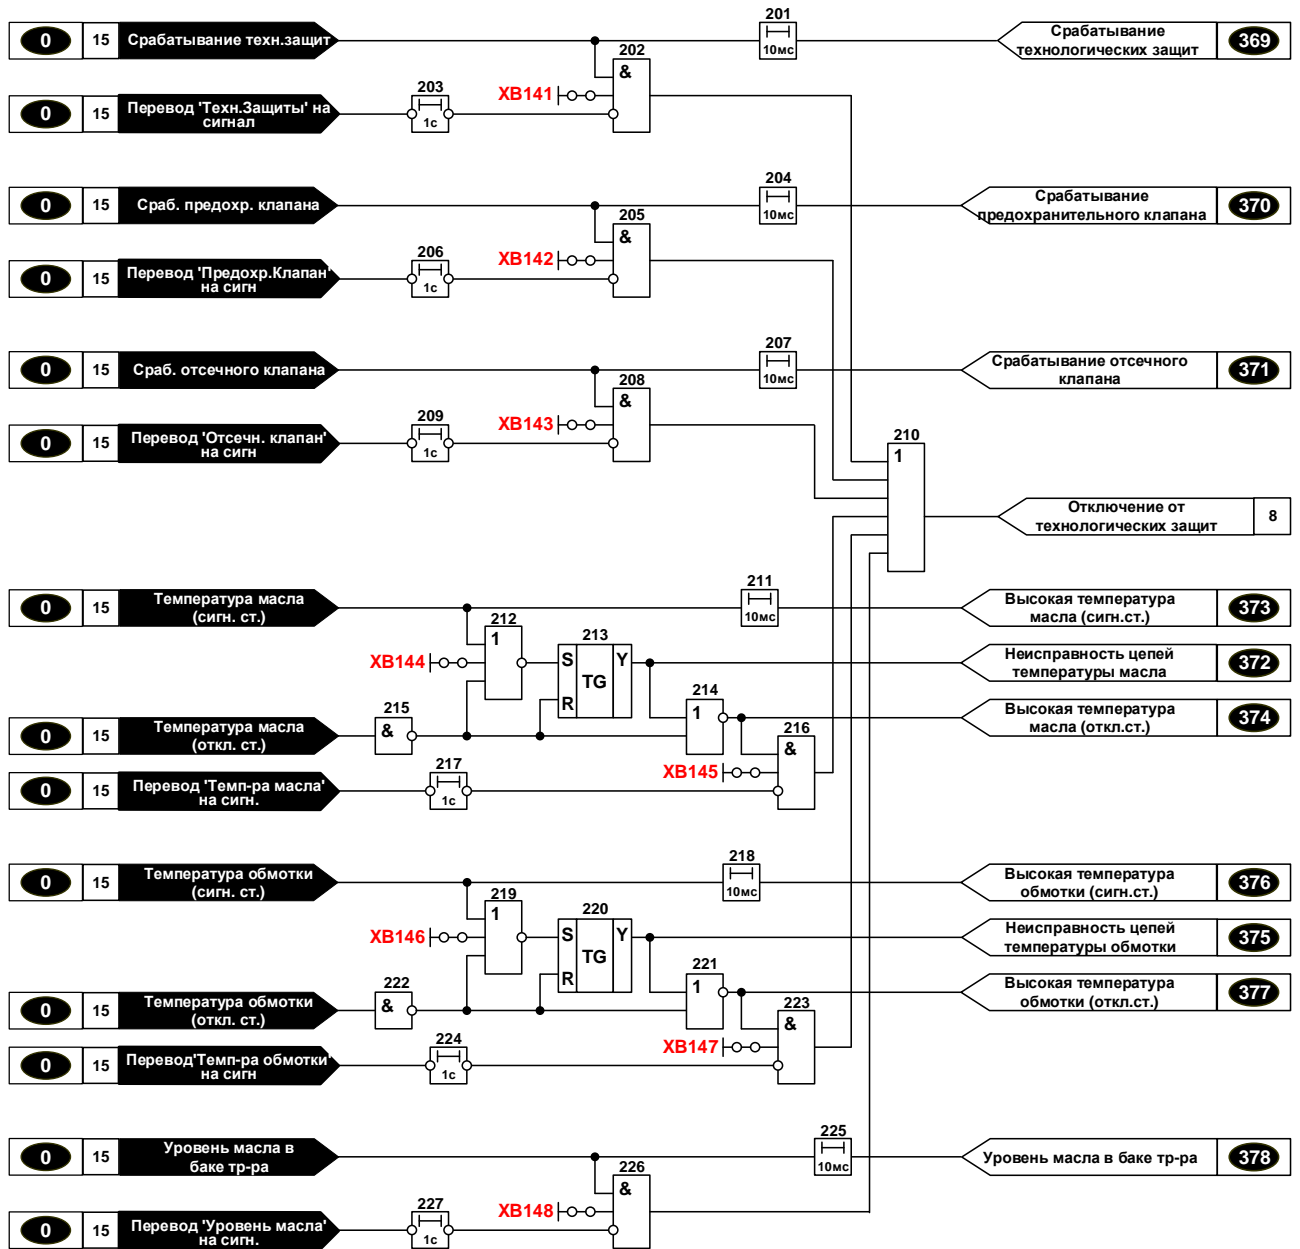 201
0 15 Срабатывание техн.защит
10мс
Срабатывание
технологических защит
369
202
&
XB141
203
0 15 Перевод 'Техн.Защиты' на
сигнал
1с
204
0 15 Сраб. предохр. клапана
10мс
Срабатывание
предохранительного клапана
370
205
&
XB142
206
0 15 Перевод 'Предохр.Клапан'
на сигн
1с
207
0 15 Сраб. отсечного клапана
10мс
Срабатывание отсечного
клапана
371
208
&
XB143
209
0 15 Перевод 'Отсечн. клапан'
на сигн
1с
210
1
Отключение от
технологических защит
8
211
0 15 Температура масла
(сигн. ст.)
10мс
Высокая температура
масла (сигн.ст.)
373
212
1
XB144
213
S Y
TG
R
Неисправность цепей
температуры масла
372
214
1
Высокая температура
масла (откл.ст.)
374
215
0 15 Температура масла
(откл. ст.)
&
216
&
XB145
217
0 15 Перевод 'Темп-ра масла'
на сигн.
1с
218
0 15 Температура обмотки
(сигн. ст.)
10мс
Высокая температура
обмотки (сигн.ст.)
376
219
1
XB146
220
S Y
TG
R
Неисправность цепей
температуры обмотки
375
221
1
Высокая температура
обмотки (откл.ст.)
377
222
0 15 Температура обмотки
(откл. ст.)
&
223
&
XB147
224
0 15 Перевод'Темп-ра обмотки'
на сигн
1с
225
0 15 Уровень масла в
баке тр-ра
10мс
Уровень масла в баке тр-ра
378
226
&
XB148
227
0 15 Перевод 'Уровень масла'
на сигн.
1с